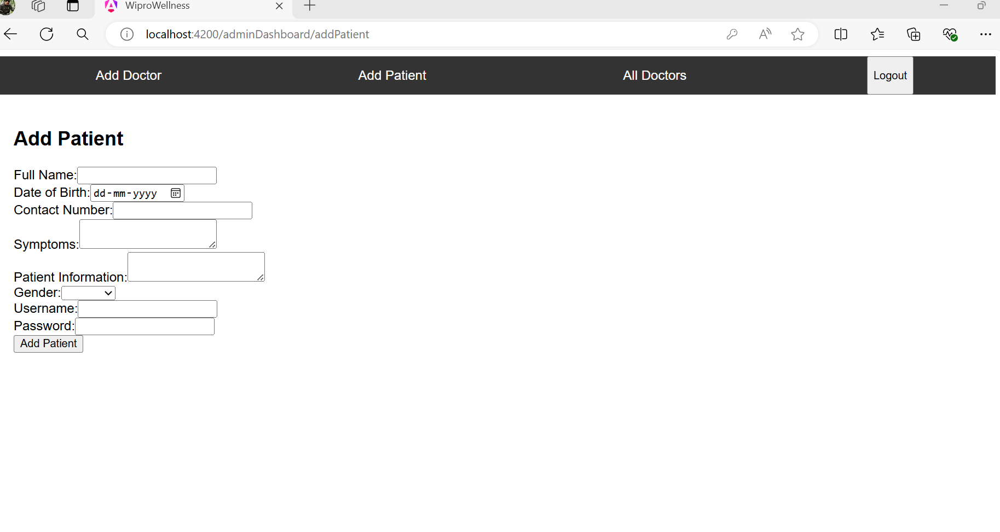 WiproWellness
localhost:4200/adminDashboard/addPatient
Add Doctor Add Patient All Doctors Logout
Add Patient
Full Name:
Date of Birth: dd-mm-yyyy
Contact Number:
Symptoms:
Patient Information:
Gender:
Username:
Password:
Add Patient